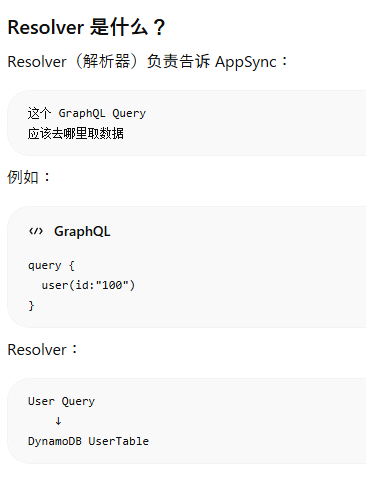 Resolver 是什么？
Resolver（解析器）负责告诉 AppSync：
这个 GraphQL Query
应该去哪里取数据
例如：
</> GraphQL
query {
  user(id:"100")
}
Resolver：
User Query
↓
DynamoDB UserTable